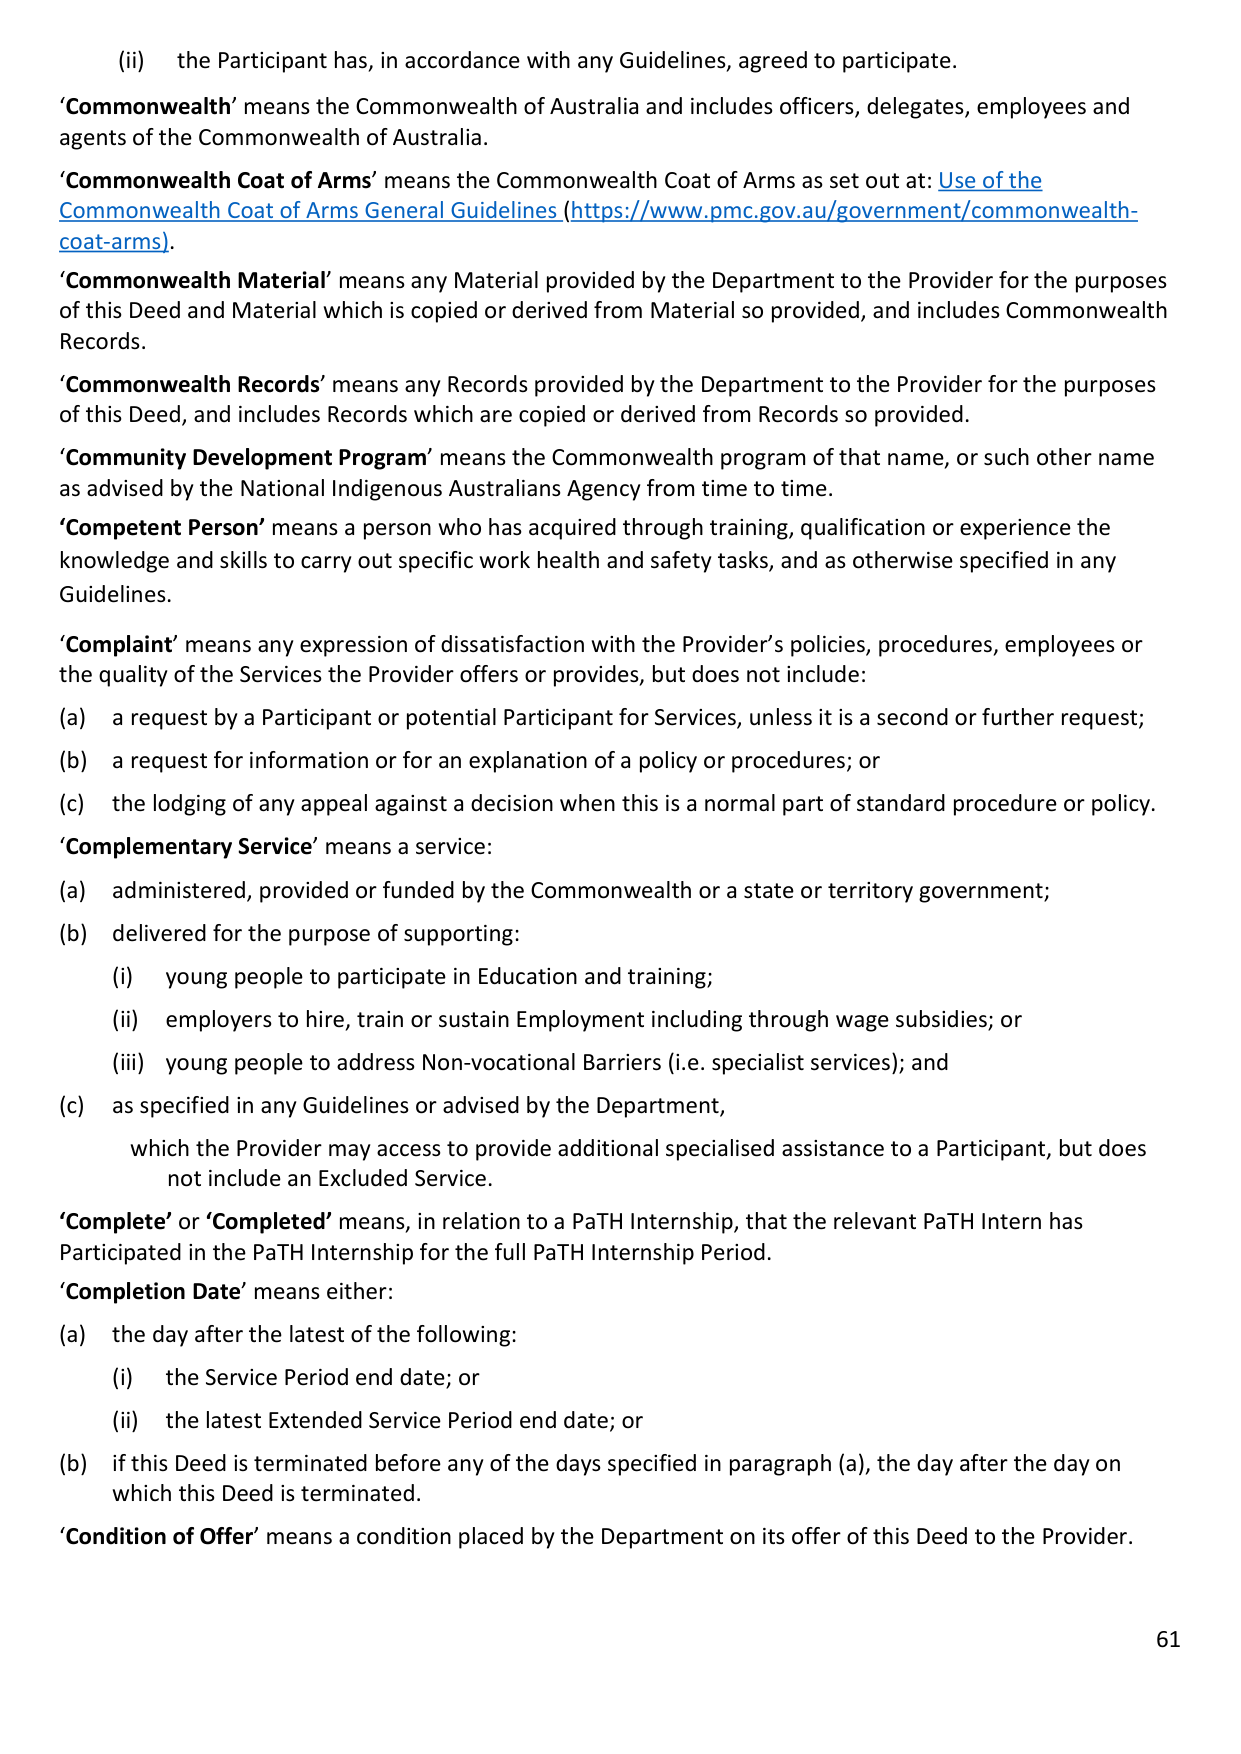 (ii) the Participant has, in accordance with any Guidelines, agreed to participate.
‘Commonwealth’ means the Commonwealth of Australia and includes officers, delegates, employees and
agents of the Commonwealth of Australia.
‘Commonwealth Coat of Arms’ means the Commonwealth Coat of Arms as set out at: Use of the
Commonwealth Coat of Arms General Guidelines (https://www.pmc.gov.au/government/commonwealth-
coat-arms).
‘Commonwealth Material’ means any Material provided by the Department to the Provider for the purposes
of this Deed and Material which is copied or derived from Material so provided, and includes Commonwealth
Records.
‘Commonwealth Records’ means any Records provided by the Department to the Provider for the purposes
of this Deed, and includes Records which are copied or derived from Records so provided.
‘Community Development Program’ means the Commonwealth program of that name, or such other name
as advised by the National Indigenous Australians Agency from time to time.
‘Competent Person’ means a person who has acquired through training, qualification or experience the
knowledge and skills to carry out specific work health and safety tasks, and as otherwise specified in any
Guidelines.
‘Complaint’ means any expression of dissatisfaction with the Provider’s policies, procedures, employees or
the quality of the Services the Provider offers or provides, but does not include:
(a) a request by a Participant or potential Participant for Services, unless it is a second or further request;
(b) a request for information or for an explanation of a policy or procedures; or
(c) the lodging of any appeal against a decision when this is a normal part of standard procedure or policy.
‘Complementary Service’ means a service:
(a) administered, provided or funded by the Commonwealth or a state or territory government;
(b) delivered for the purpose of supporting:
(i) young people to participate in Education and training;
(ii) employers to hire, train or sustain Employment including through wage subsidies; or
(iii) young people to address Non-vocational Barriers (i.e. specialist services); and
(c) as specified in any Guidelines or advised by the Department,
which the Provider may access to provide additional specialised assistance to a Participant, but does
not include an Excluded Service.
‘Complete’ or ‘Completed’ means, in relation to a PaTH Internship, that the relevant PaTH Intern has
Participated in the PaTH Internship for the full PaTH Internship Period.
‘Completion Date’ means either:
(a) the day after the latest of the following:
(i) the Service Period end date; or
(ii) the latest Extended Service Period end date; or
(b) if this Deed is terminated before any of the days specified in paragraph (a), the day after the day on
which this Deed is terminated.
‘Condition of Offer’ means a condition placed by the Department on its offer of this Deed to the Provider.
61